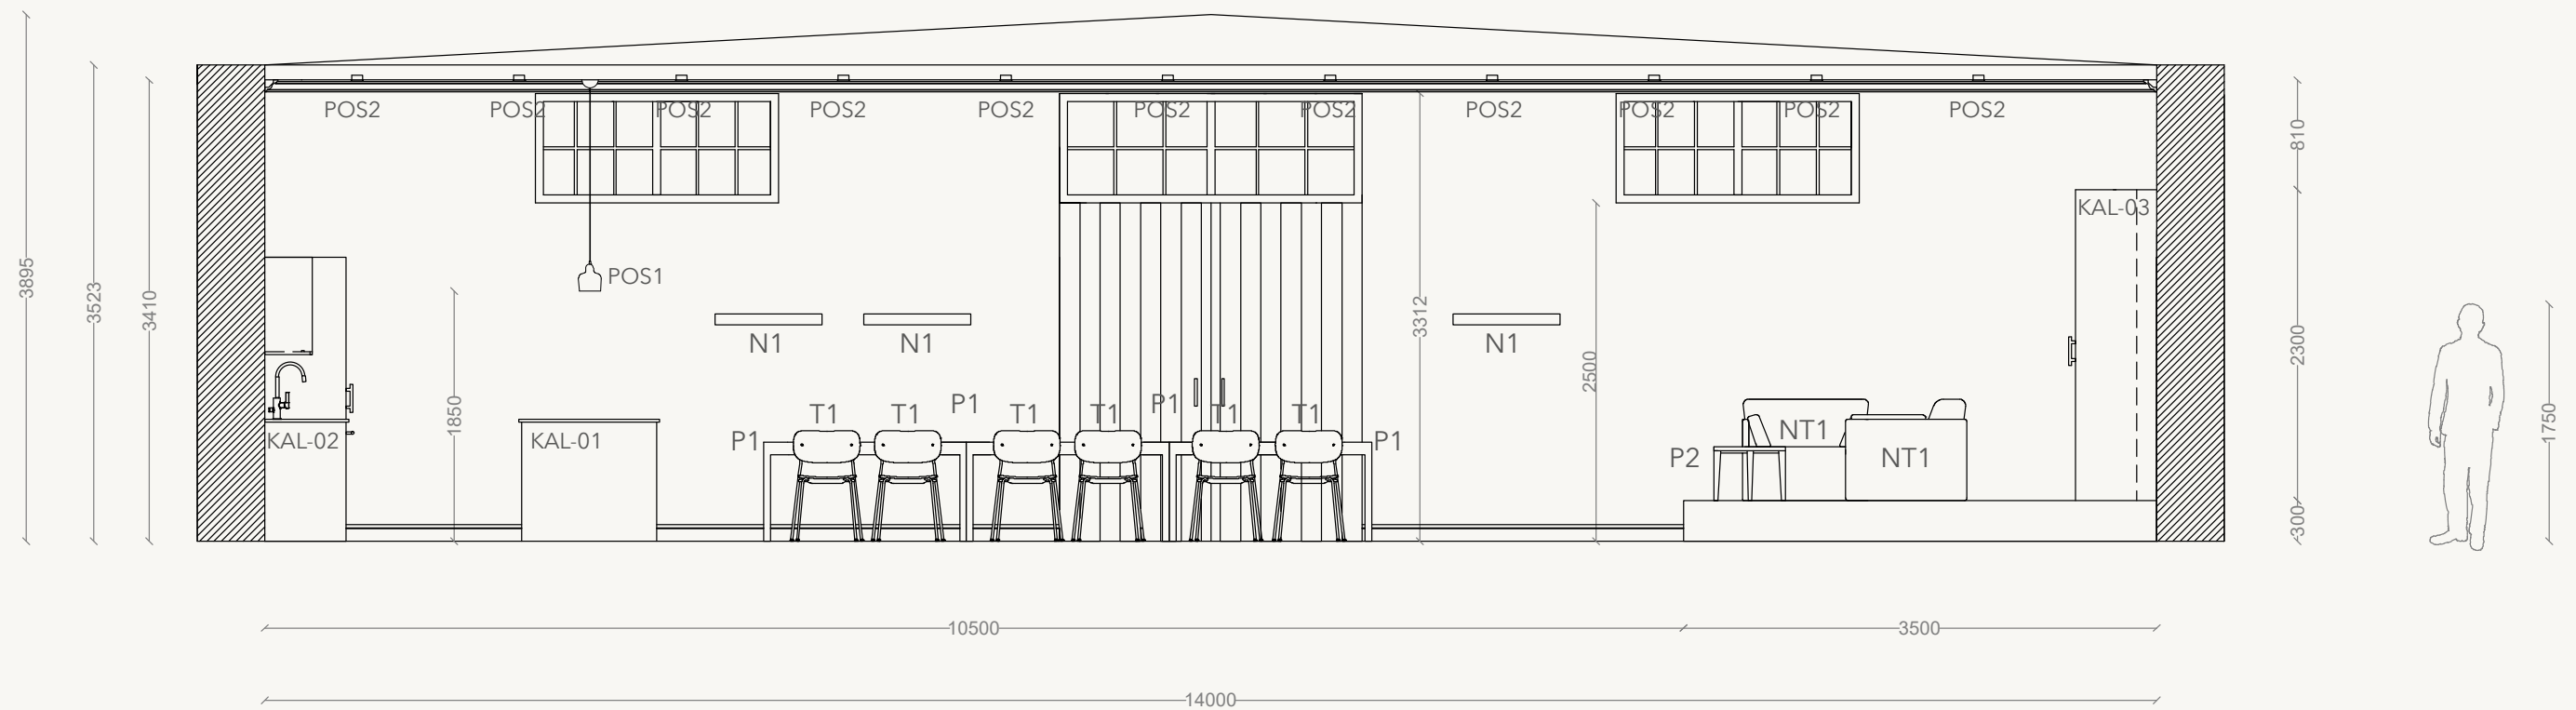 POS2 POS2 POS2 POS2 POS2 POS2 POS2 POS2 POS2 POS2 POS2
810
KAL-03
3895
3523
3410
POS1
3312
N1 N1 N1
2300
2500
1850
1750
T1 T1 P1 T1 T1 P1 T1 T1
KAL-02 KAL-01 P1 P1 NT1
P2 NT1
300
10500 3500
14000